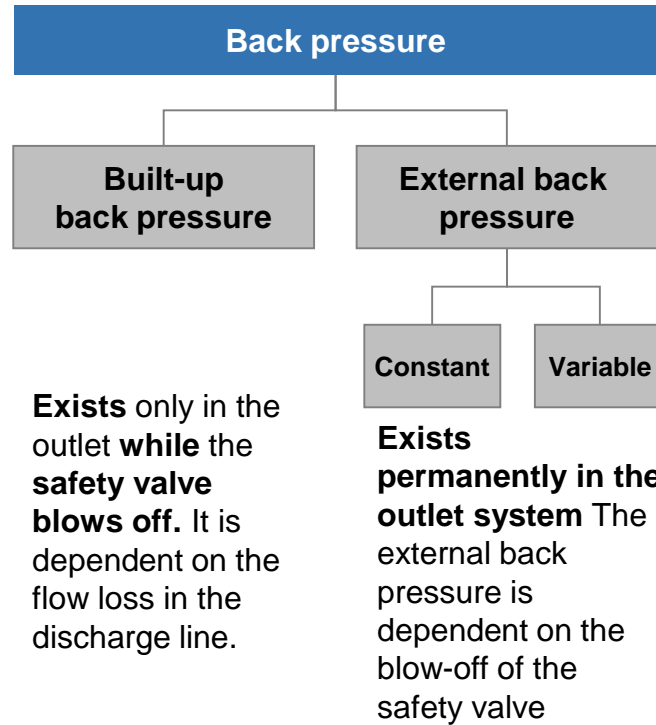 Back pressure
Built-up
back pressure
External back
pressure
Constant
Variable
Exists only in the
outlet while the
safety valve
blows off. It is
dependent on the
flow loss in the
discharge line.
Exists
permanently in the
outlet system The
external back
pressure is
dependent on the
blow-off of the
safety valve